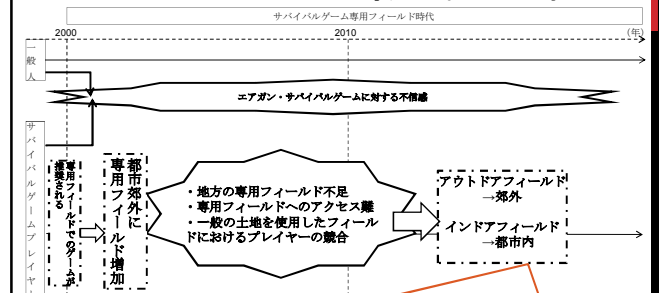 サバイバルゲーム専用フィールド時代
2000
2010
(年)
一般人
エアガン・サバイバルゲームに対する不信感
サバイバルゲームプレイヤー
専用フィールドでのゲームが
推奨される
都市郊外に
専用フィールド増加
・地方の専用フィールド不足
・専用フィールドへのアクセス難
・一般の土地を使用したフィール
ドにおけるプレイヤーの競合
アウトドアフィールド
→郊外
インドアフィールド
→都市内